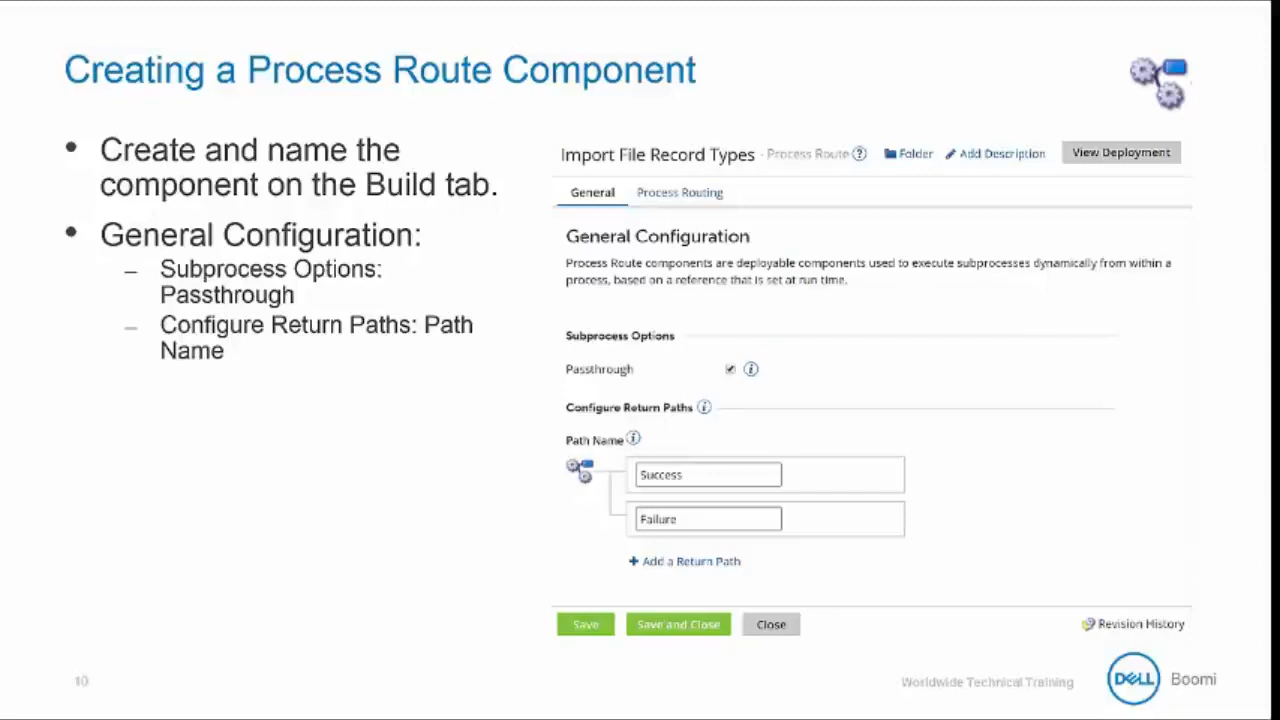 Creating a Process Route Component
• Create and name the
component on the Build tab.
• General Configuration:
– Subprocess Options:
Passthrough
– Configure Return Paths: Path
Name
Import File Record Types - Process Route ? Folder Add Description View Deployment
General Process Routing
General Configuration
Process Route components are deployable components used to execute subprocesses dynamically from within a
process, based on a reference that is set at run time.
Subprocess Options
Passthrough i
Configure Return Paths i
Path Name i
Success
Failure
+ Add a Return Path
Save Save and Close Close Revision History
10 Worldwide Technical Training DELL Boomi